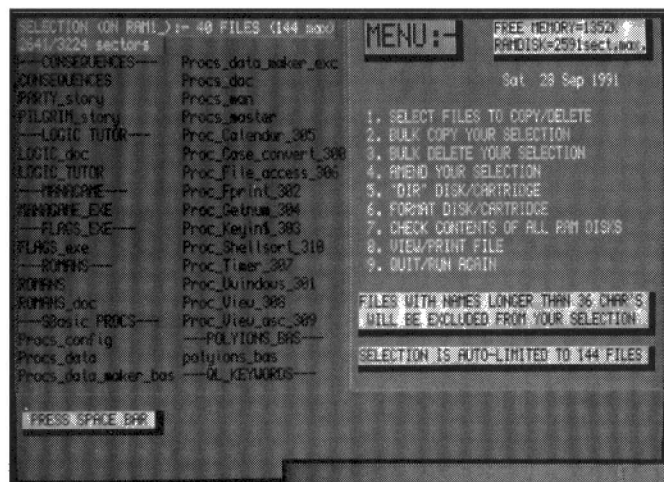 SELECTION (ON RAM1_) :- 40 FILES (144 max)
2641/3224 sectors
---CONSEQUENCES---
CONSEQUENCES
PARTY_story
PILGRIM_story
---LOGIC TUTOR---
LOGIC_doc
LOGIC_TUTOR
---MANAGAME---
MANAGAME_EXE
---FLAGS_EXE---
FLAGS_exe
---ROMANS---
ROMANS
ROMANS_doc
---SBasic PROCS---
Procs_config
Procs_data
Procs_data_maker_bas
Procs_data_maker_exc
Procs_doc
Procs_man
Procs_master
Proc_Calendar_305
Proc_Case_convert_300
Proc_File_access_306
Proc_Fprint_302
Proc_Getnum_304
Proc_Keyin$_303
Proc_Shellsort_310
Proc_Timer_307
Proc_Uwindows_301
Proc_View_308
Proc_View_asc_309
---POLYIONS_BAS---
polyions_bas
---QL_KEYWORDS---
PRESS SPACE BAR
MENU:-
FREE MEMORY=1352K
RAMDISK=2591sect.max.
Sat 28 Sep 1991
1. SELECT FILES TO COPY/DELETE
2. BULK COPY YOUR SELECTION
3. BULK DELETE YOUR SELECTION
4. AMEND YOUR SELECTION
5. "DIR" DISK/CARTRIDGE
6. FORMAT DISK/CARTRIDGE
7. CHECK CONTENTS OF ALL RAM DISKS
8. VIEW/PRINT FILE
9. QUIT/RUN AGAIN
FILES WITH NAMES LONGER THAN 36 CHAR'S
WILL BE EXCLUDED FROM YOUR SELECTION
SELECTION IS AUTO-LIMITED TO 144 FILES